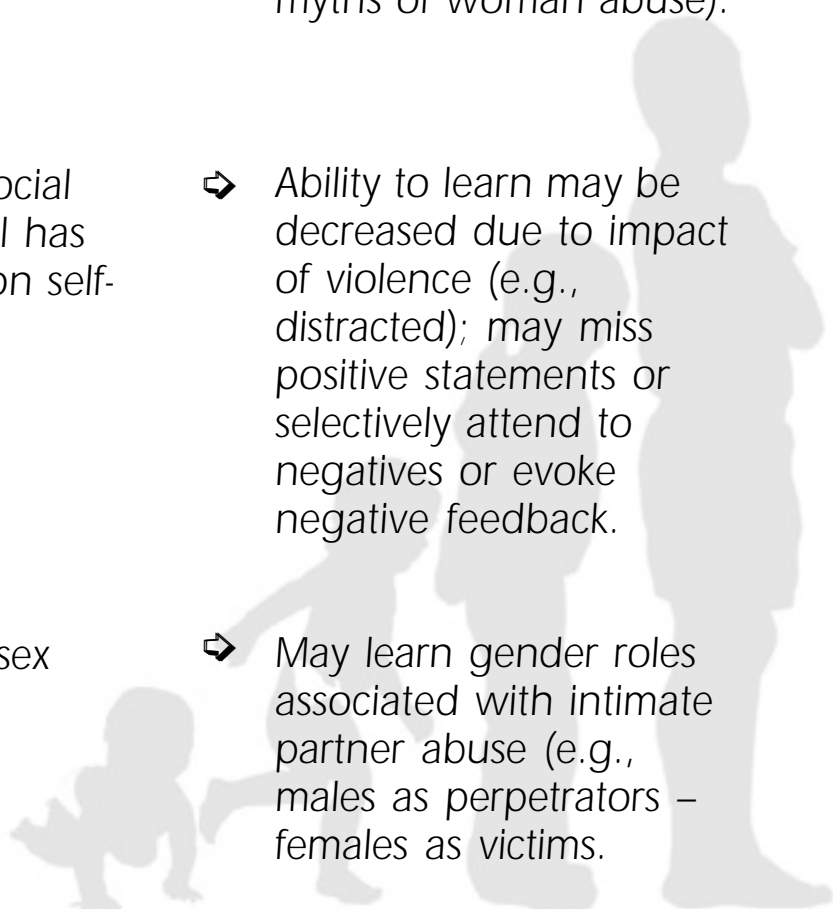 myths of woman abuse).
ocial
l has
on self-
Ability to learn may be
decreased due to impact
of violence (e.g.,
distracted); may miss
positive statements or
selectively attend to
negatives or evoke
negative feedback.
sex
May learn gender roles
associated with intimate
partner abuse (e.g.,
males as perpetrators –
females as victims.